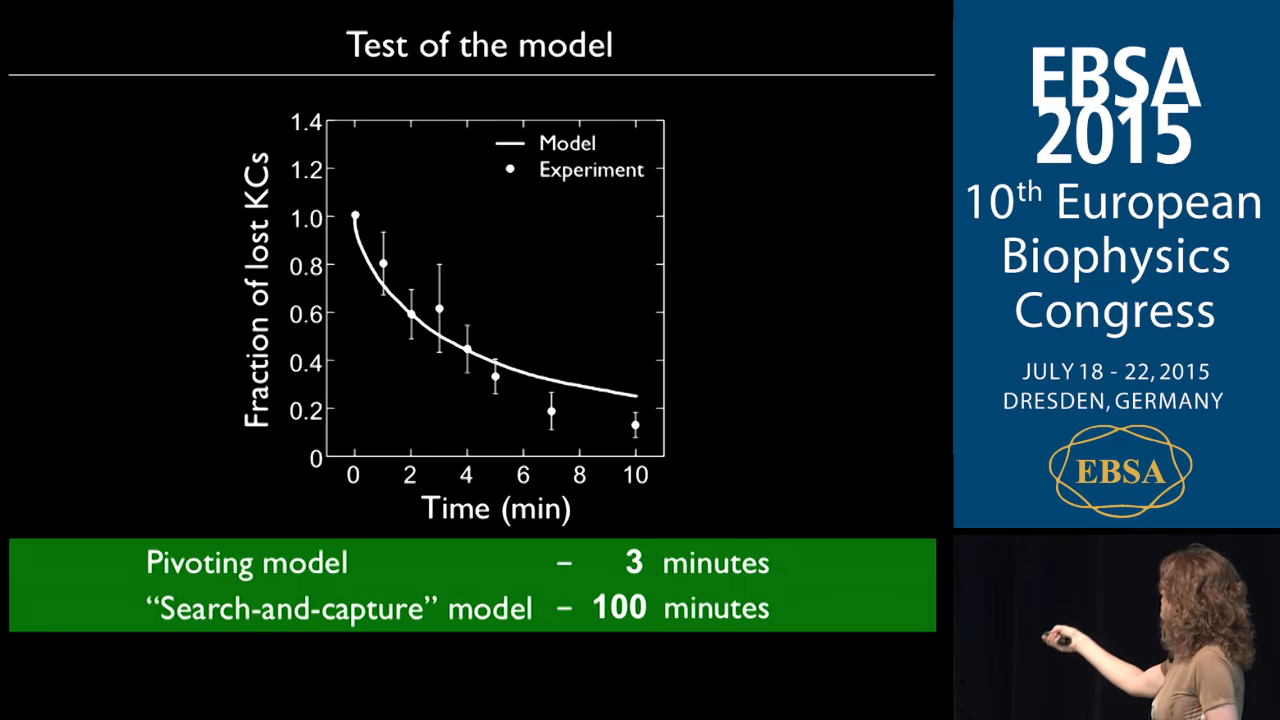 Test of the model
1.4
1.2
1.0
0.8
0.6
0.4
0.2
0
Fraction of lost KCs
Model
Experiment
0 2 4 6 8 10
Time (min)
Pivoting model – 3 minutes
“Search-and-capture” model – 100 minutes
EBSA
2015
10th European
Biophysics
Congress
JULY 18 - 22, 2015
DRESDEN, GERMANY
EBSA